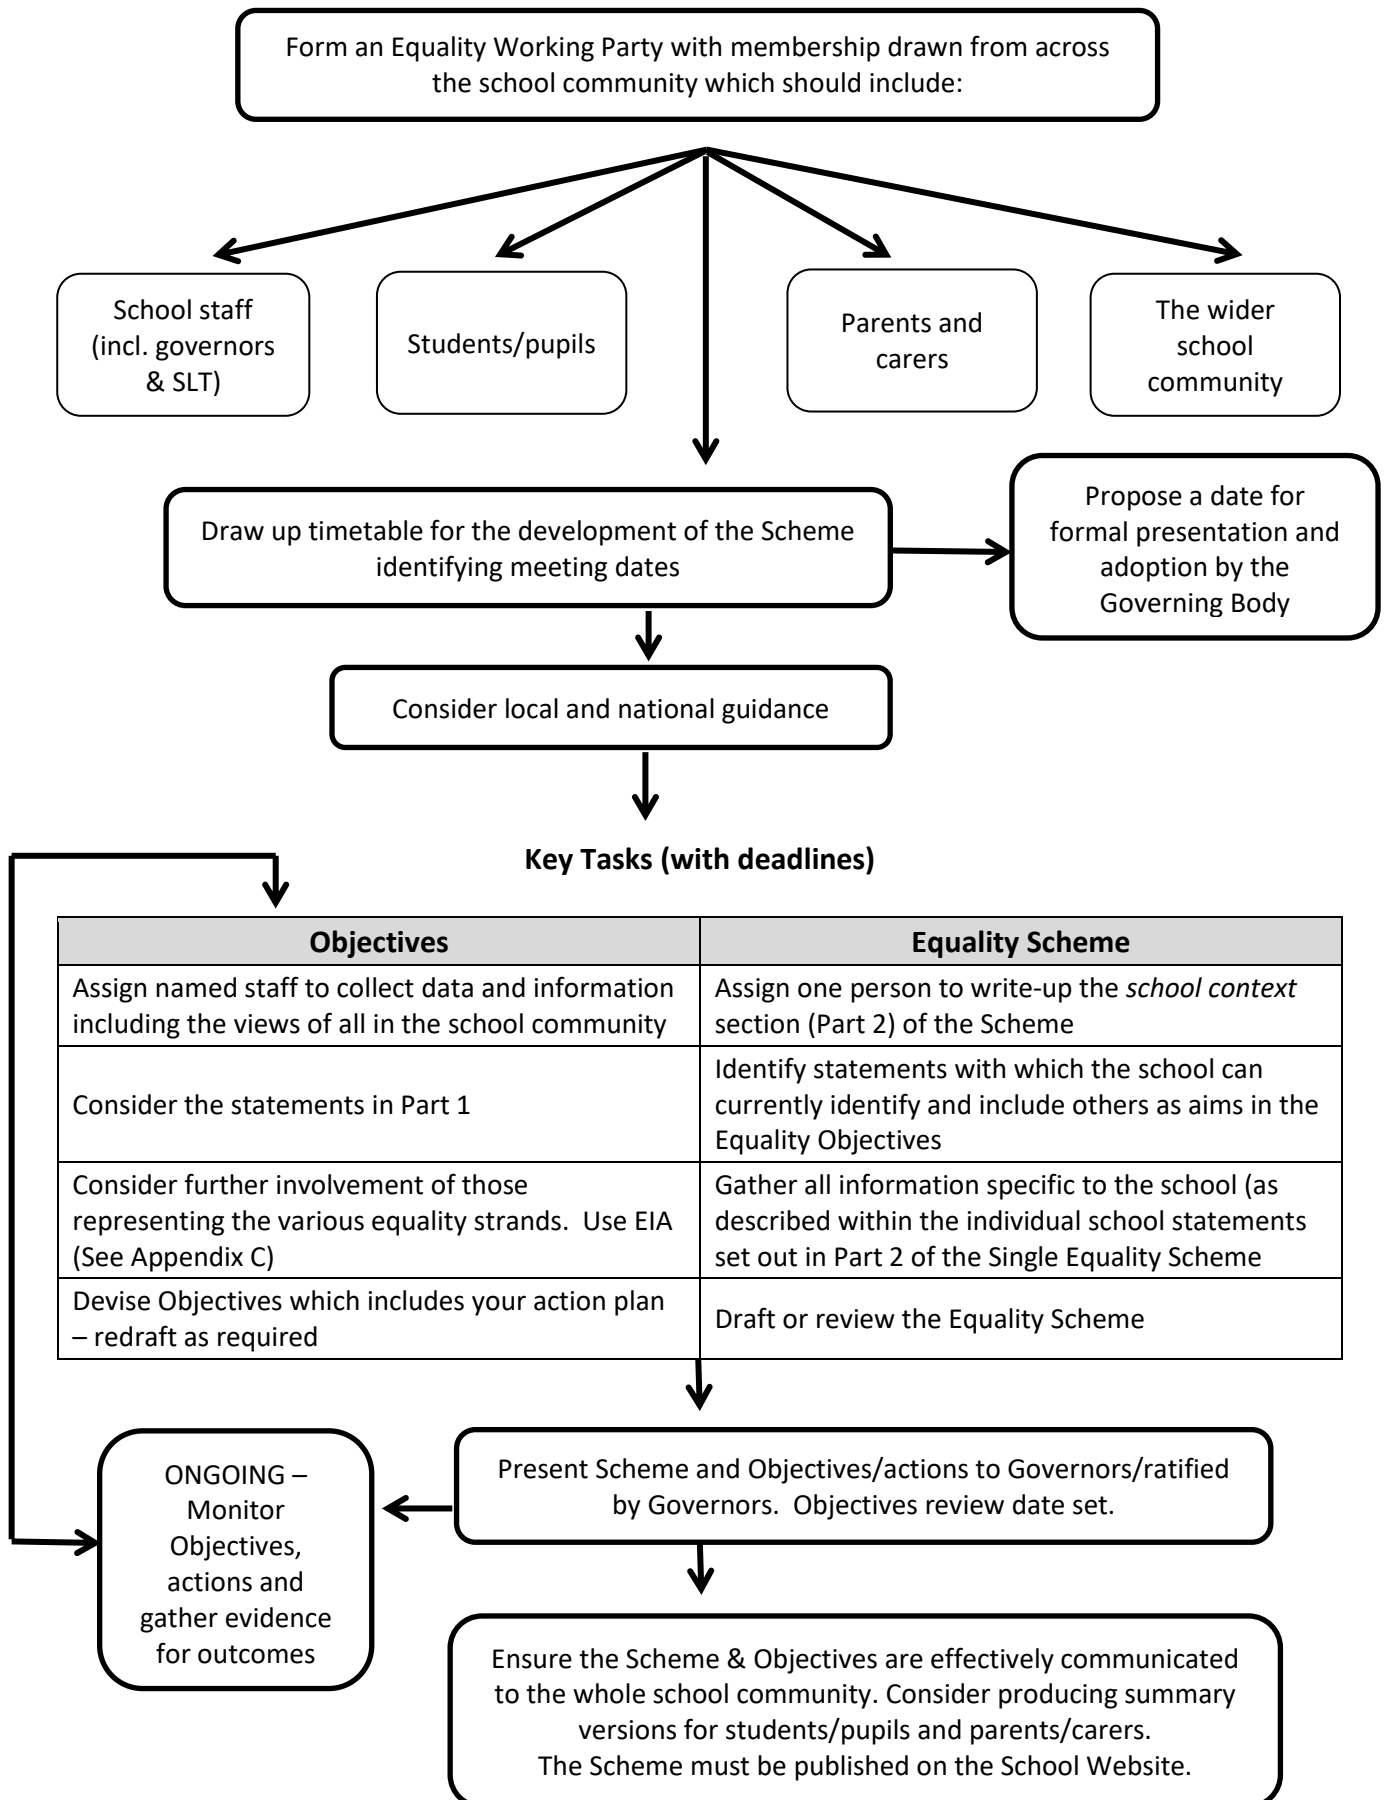 Form an Equality Working Party with membership drawn from across
the school community which should include:
School staff
(incl. governors
& SLT)
Students/pupils
Parents and
carers
The wider
school
community
Draw up timetable for the development of the Scheme
identifying meeting dates
Propose a date for
formal presentation and
adoption by the
Governing Body
Consider local and national guidance
Key Tasks (with deadlines)
Objectives
Equality Scheme
Assign named staff to collect data and information
including the views of all in the school community
Assign one person to write-up the school context
section (Part 2) of the Scheme
Consider the statements in Part 1
Identify statements with which the school can
currently identify and include others as aims in the
Equality Objectives
Consider further involvement of those
representing the various equality strands.  Use EIA
(See Appendix C)
Gather all information specific to the school (as
described within the individual school statements
set out in Part 2 of the Single Equality Scheme
Devise Objectives which includes your action plan
– redraft as required
Draft or review the Equality Scheme
ONGOING –
Monitor
Objectives,
actions and
gather evidence
for outcomes
Present Scheme and Objectives/actions to Governors/ratified
by Governors.  Objectives review date set.
Ensure the Scheme & Objectives are effectively communicated
to the whole school community. Consider producing summary
versions for students/pupils and parents/carers.
The Scheme must be published on the School Website.